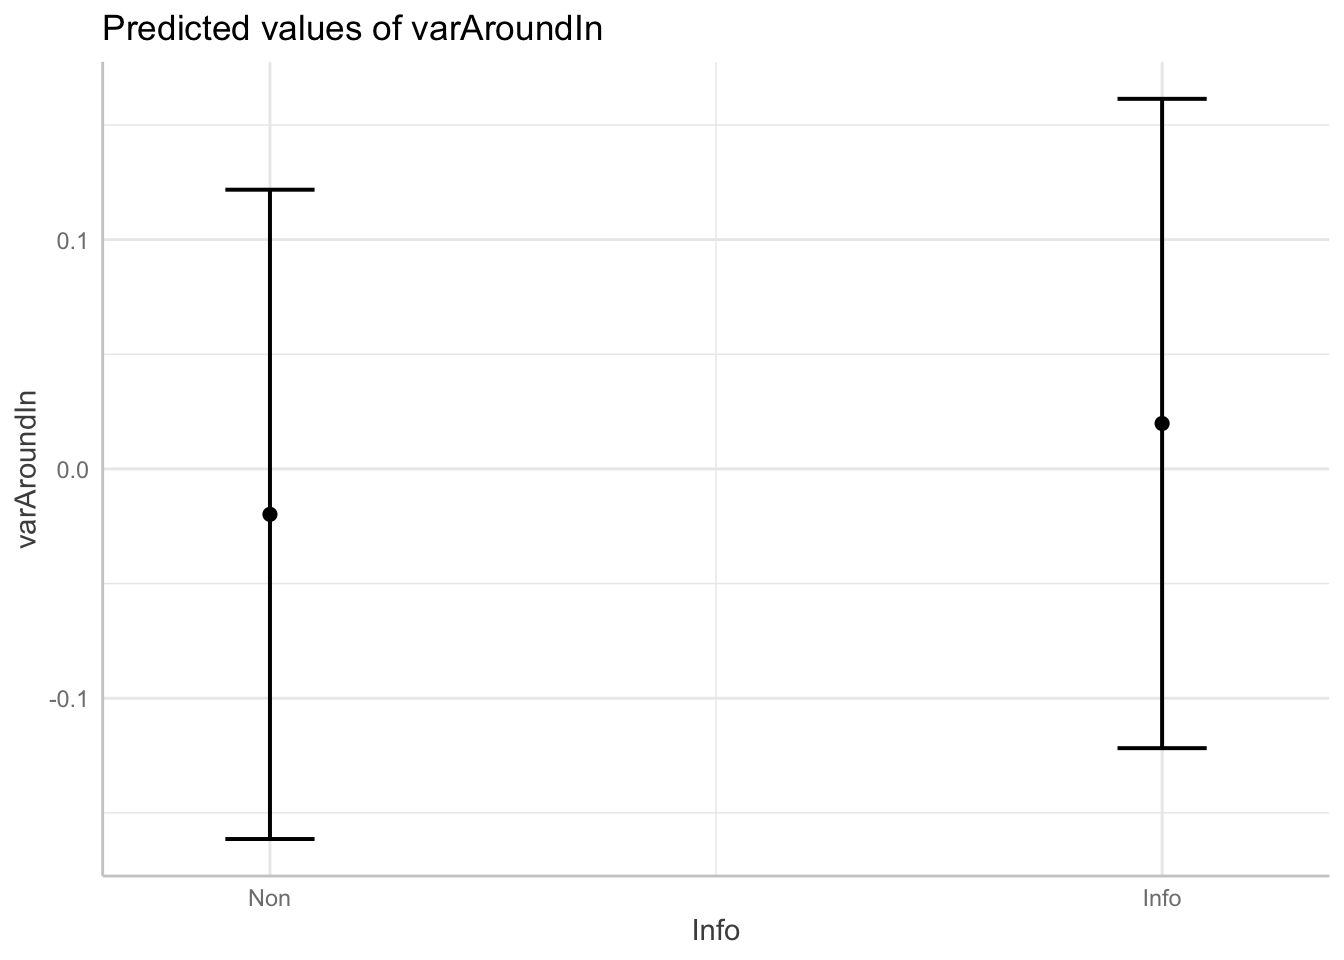 Predicted values of varAroundIn
varAroundIn
0.1
0.0
-0.1
Non
Info
Info